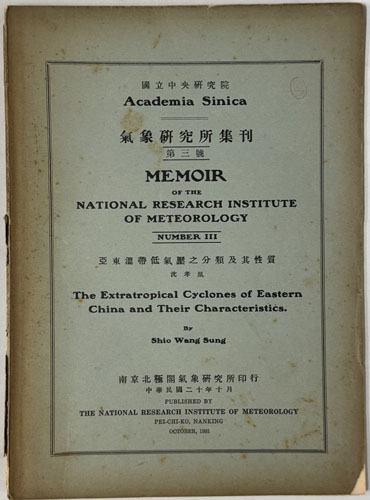 國立中央研究院
Academia Sinica
氣象研究所集刊
第三號
MEMOIR
OF THE
NATIONAL RESEARCH INSTITUTE
OF METEOROLOGY
NUMBER III
亞東溫帶低氣壓之分類及其性質
沈孝凰
The Extratropical Cyclones of Eastern
China and Their Characteristics.
By
Shio Wang Sung
南京北極閣氣象研究所印行
中華民國二十年十月
PUBLISHED BY
THE NATIONAL RESEARCH INSTITUTE OF METEOROLOGY
PEI-CHI-KO, NANKING
OCTOBER, 1931